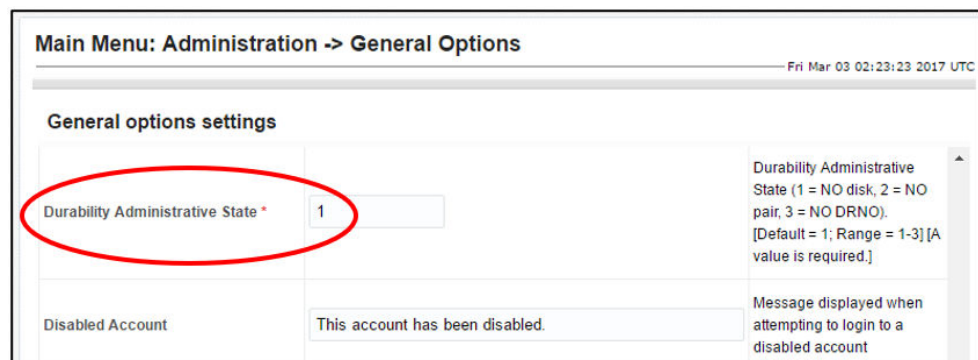 Main Menu: Administration -> General Options
Fri Mar 03 02:23:23 2017 UTC
General options settings
Durability Administrative State *
1
Durability Administrative
State (1 = NO disk, 2 = NO
pair, 3 = NO DRNO).
[Default = 1; Range = 1-3] [A
value is required.]
Disabled Account
This account has been disabled.
Message displayed when
attempting to login to a
disabled account